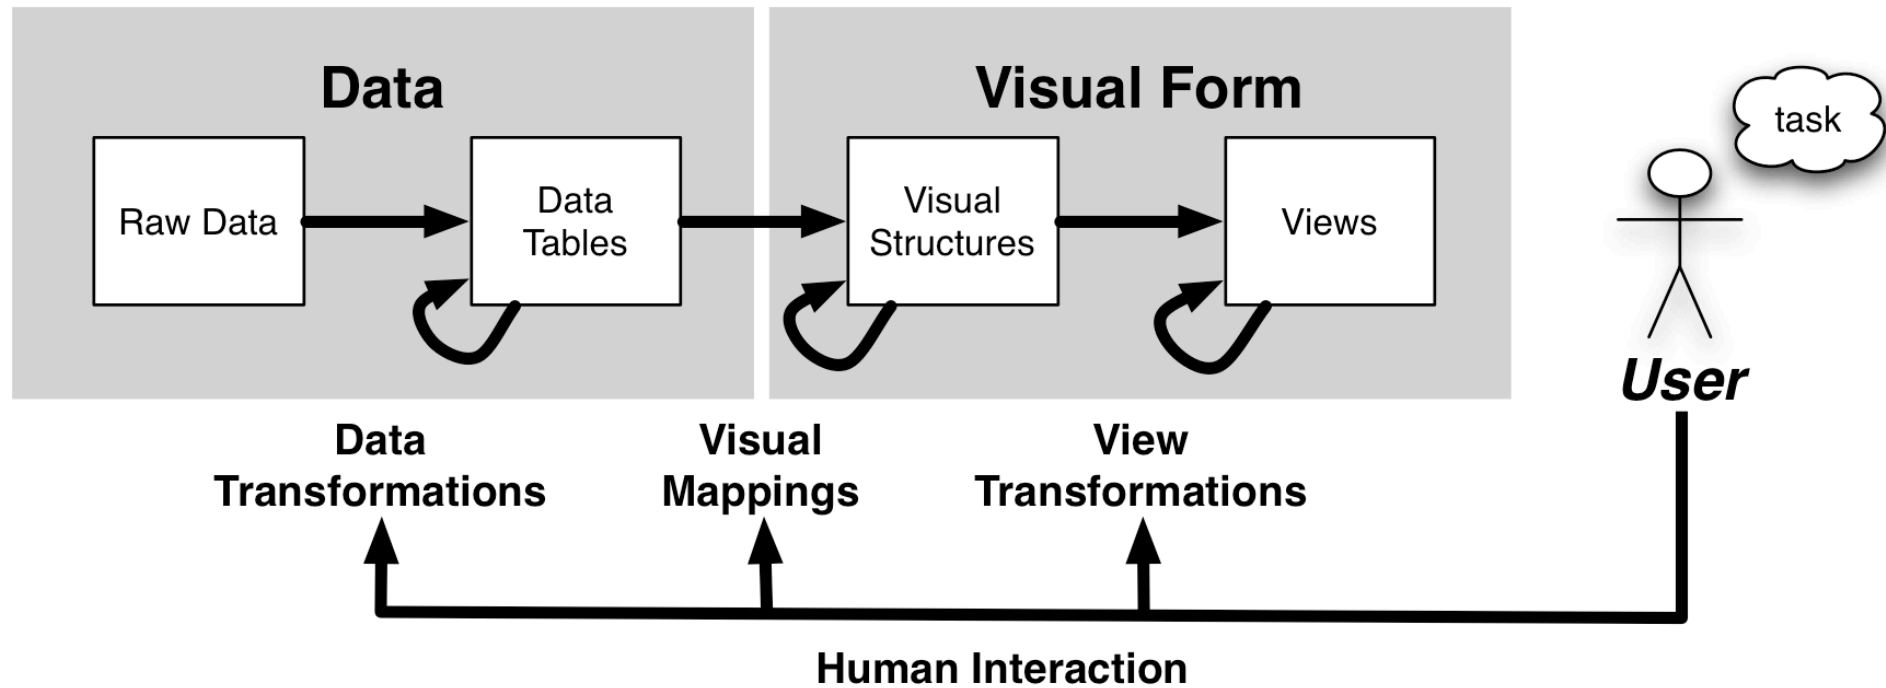 Data
Visual Form
task
Raw Data
Data
Tables
Visual
Structures
Views
User
Data
Transformations
Visual
Mappings
View
Transformations
Human Interaction